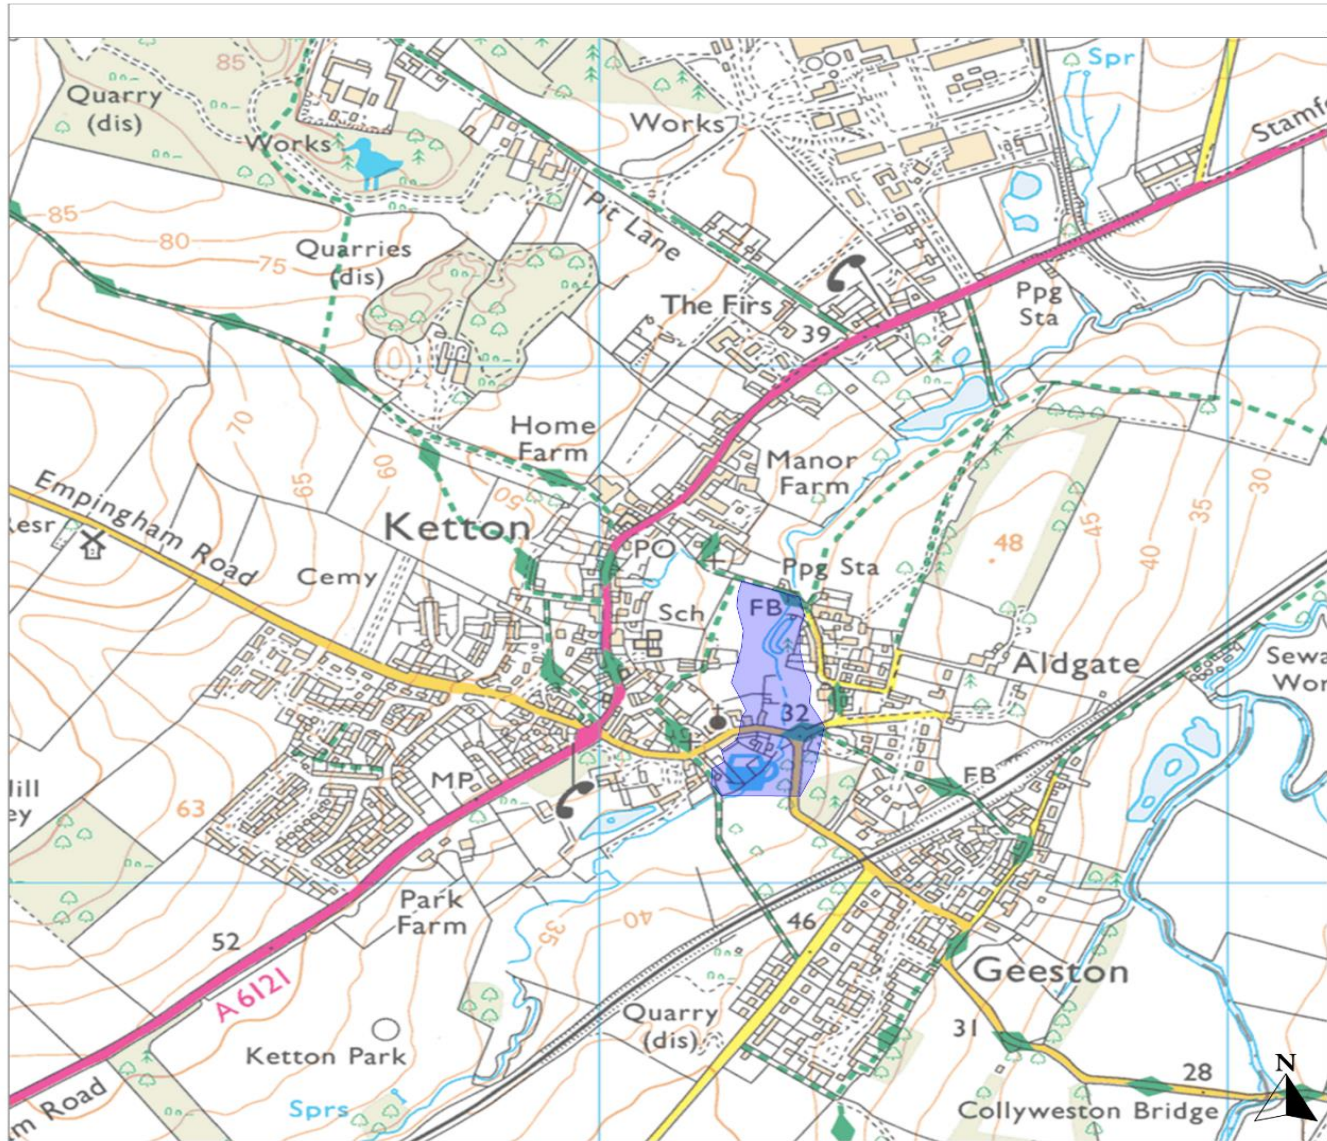 85
Spr
Quarry
(dis)
Works
Stamf
Works
Pit Lane
85
80
Quarries
(dis)
75
Ppg
Sta
The Firs
39
70
Home
Farm
Manor
Farm
60
65
50
30
35
45
Empingham Road
Resr
Ketton
48
40
PO
Cemy
Ppg Sta
FB
Sch
Aldgate
Sewa
Wor
32
MP
FB
63
Park
Farm
40
35
46
52
A 6121
Geeston
Quarry
(dis)
31
Ketton Park
28
N
Sprs
Collyweston Bridge
m Road